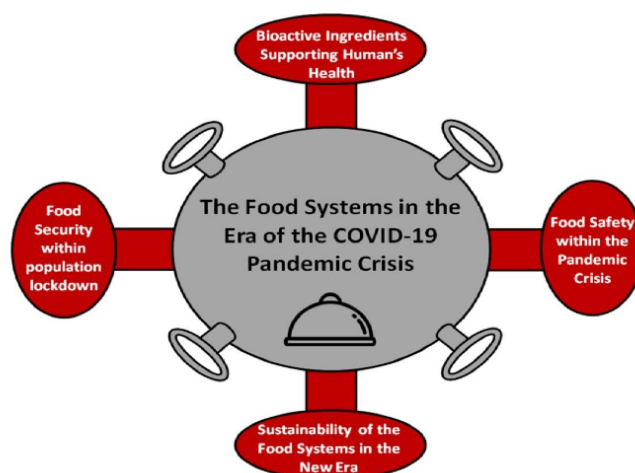 Bioactive Ingredients
Supporting Human's
Health
The Food Systems in the
Era of the COVID-19
Pandemic Crisis
Food
Security
within
population
lockdown
Food Safety
within the
Pandemic
Crisis
Sustainability of the
Food Systems in the
New Era